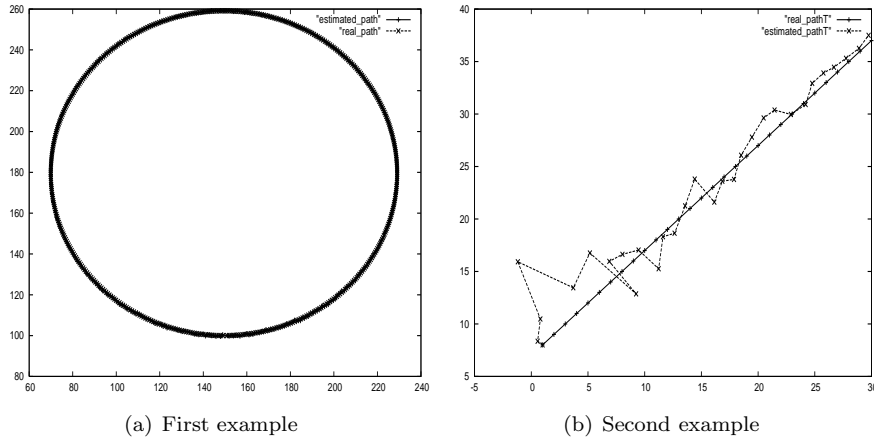 260
240
220
200
180
160
140
120
100
80
60 80 100 120 140 160 180 200 220 240
"estimated_path"
"real_path"
(a) First example
40
35
30
25
20
15
10
5
-5 0 5 10 15 20 25 30
"real_pathT"
"estimated_pathT"
(b) Second example